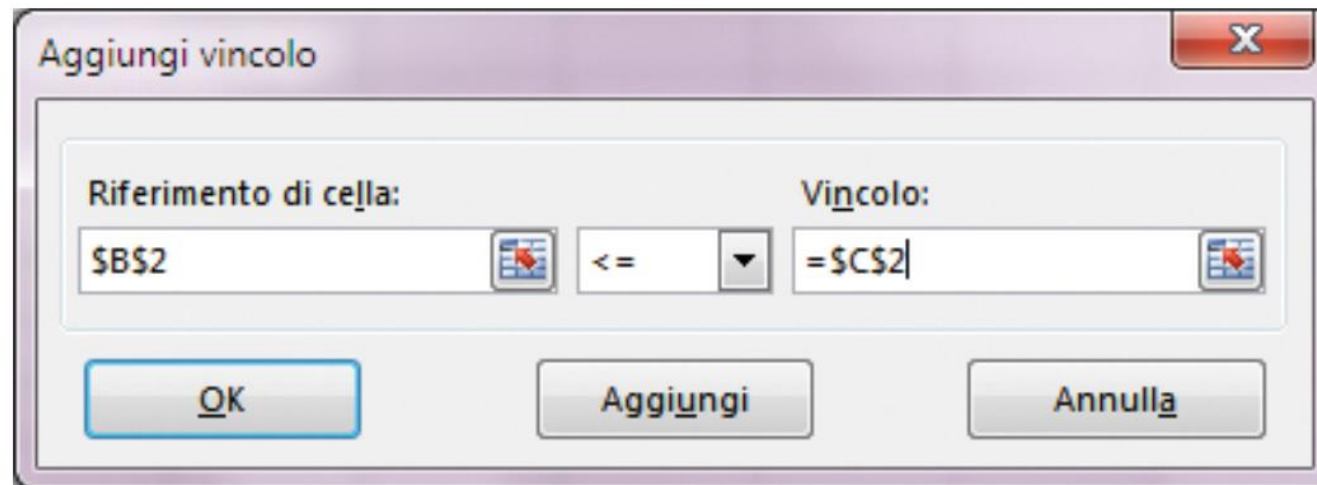 Aggiungi vincolo
Riferimento di cella: Vincolo:
$B$2 <= =$C$2
OK Aggiungi Annulla